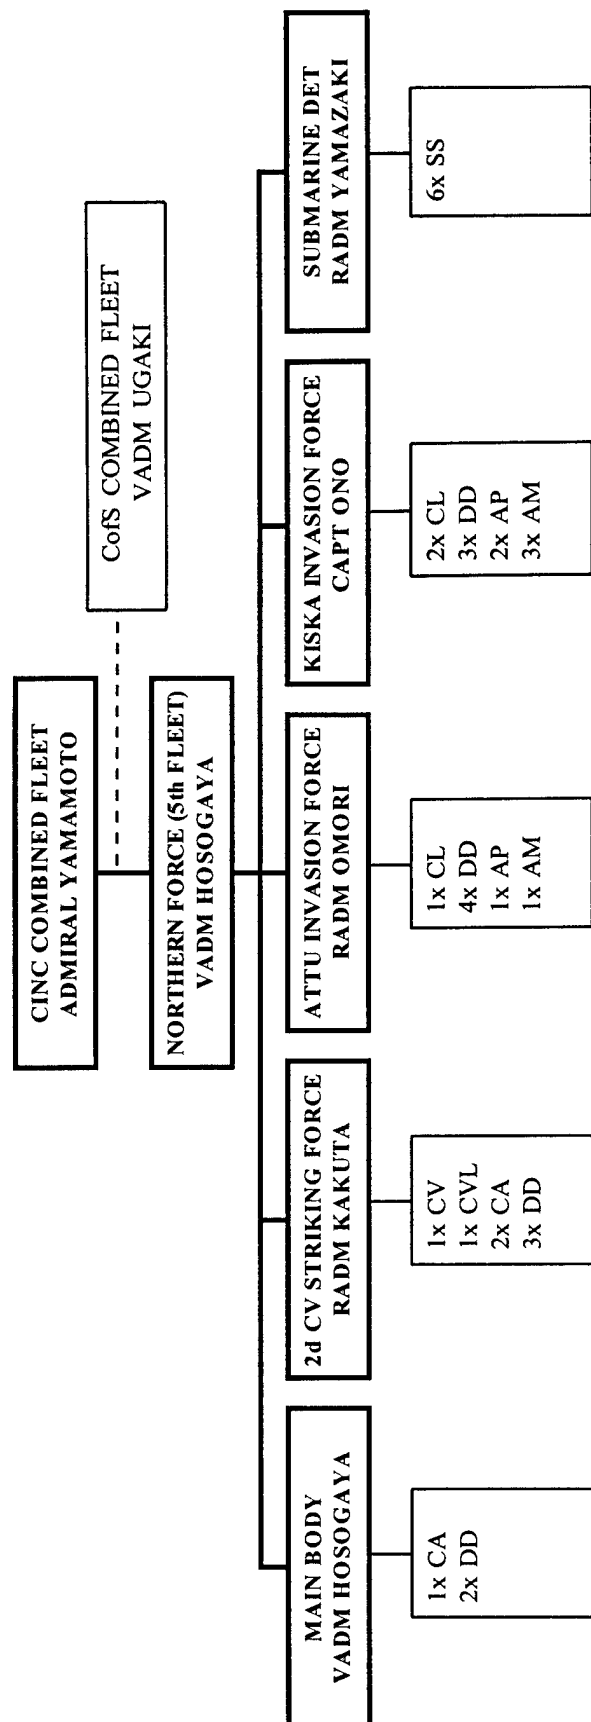 CINC COMBINED FLEET
ADMIRAL YAMAMOTO
CofS COMBINED FLEET
VADM UGAKI
NORTHERN FORCE (5th FLEET)
VADM HOSOGAYA
MAIN BODY
VADM HOSOGAYA
1x CA
2x DD
2d CV STRIKING FORCE
RADM KAKUTA
1x CV
1x CVL
2x CA
3x DD
ATTU INVASION FORCE
RADM OMORI
1x CL
4x DD
1x AP
1x AM
KISKA INVASION FORCE
CAPT ONO
2x CL
3x DD
2x AP
3x AM
SUBMARINE DET
RADM YAMAZAKI
6x SS